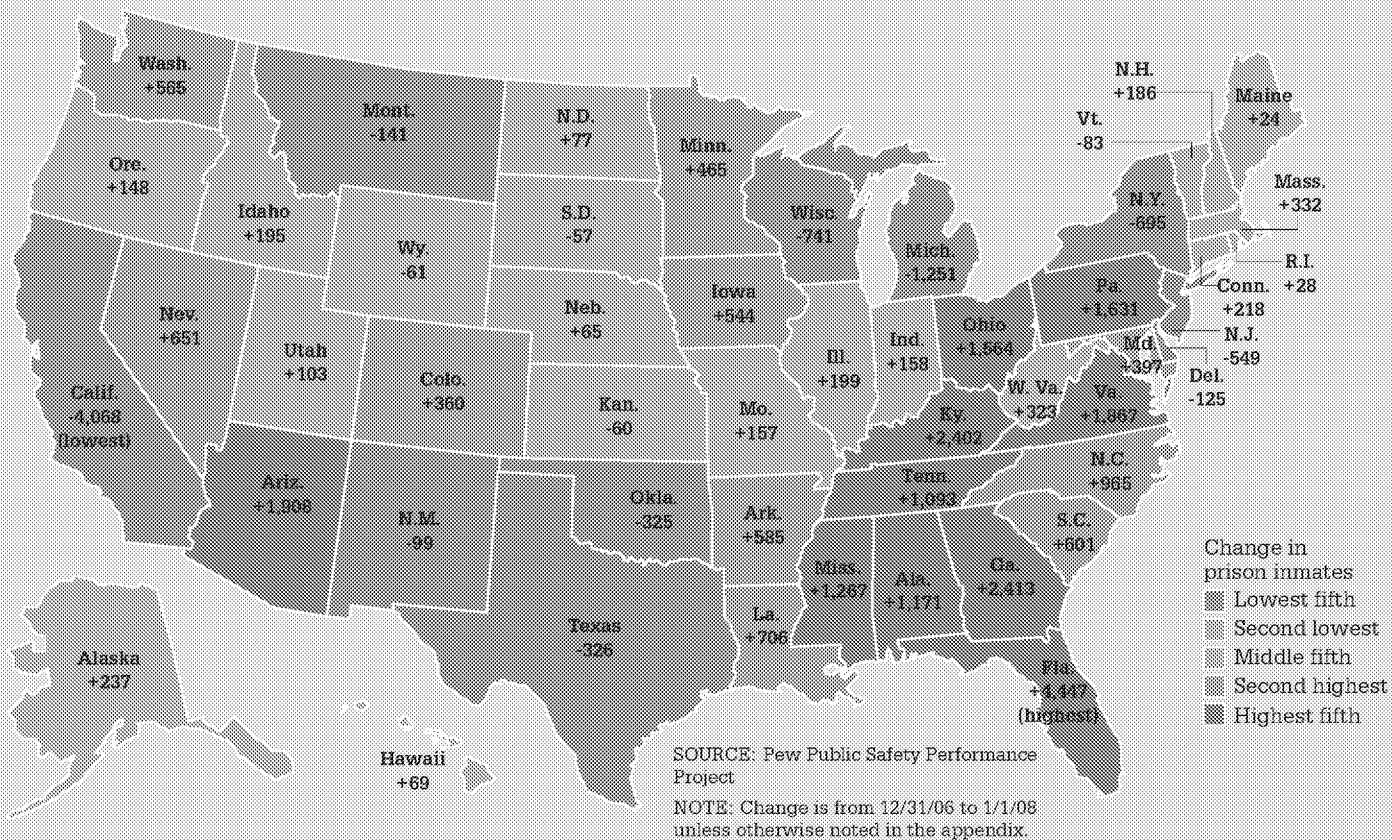 Wash.
+565
Mont.
-141
N.D.
+77
Minn.
+465
N.H.
+186
Vt.
-83
Maine
+24
Mass.
+332
Ore.
+148
Idaho
+195
Wy.
-61
S.D.
-57
Wisc.
-741
Mich.
-1,251
N.Y.
-695
R.I.
+28
Conn.
+218
N.J.
-549
Del.
-125
Md.
+397
Pa.
+1,631
Ohio
+1,564
Ind.
+158
Ill.
+199
Iowa
+544
Neb.
+65
Nev.
+651
Utah
+103
Colo.
+360
Kan.
-60
Mo.
+157
W. Va.
+323
Va.
+1,867
Ky.
+2,402
Calif.
-4,068
(lowest)
Ariz.
+1,908
N.M.
-99
Okla.
-325
Ark.
+585
Tenn.
+1,093
N.C.
+965
S.C.
+601
Miss.
+1,267
Ala.
+1,171
Ga.
+2,413
Texas
-326
La.
+706
Fla.
+4,447
(highest)
Alaska
+237
Hawaii
+69
Change in
prison inmates
Lowest fifth
Second lowest
Middle fifth
Second highest
Highest fifth
SOURCE: Pew Public Safety Performance
Project
NOTE: Change is from 12/31/06 to 1/1/08
unless otherwise noted in the appendix.